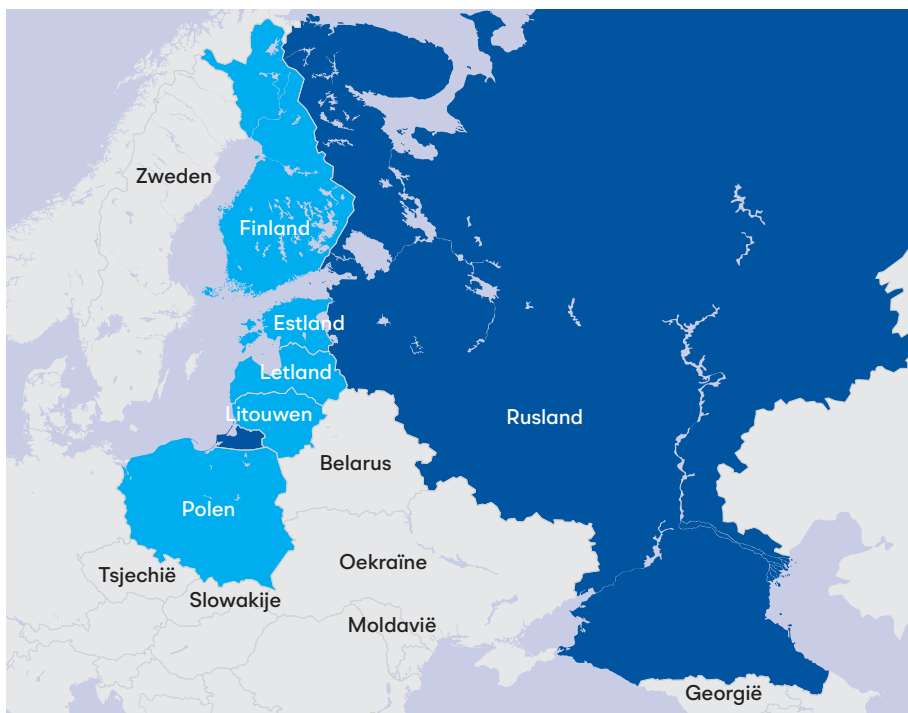 Zweden
Finland
Estland
Letland
Litouwen
Rusland
Belarus
Polen
Oekraïne
Tsjechië
Slowakije
Moldavië
Georgië